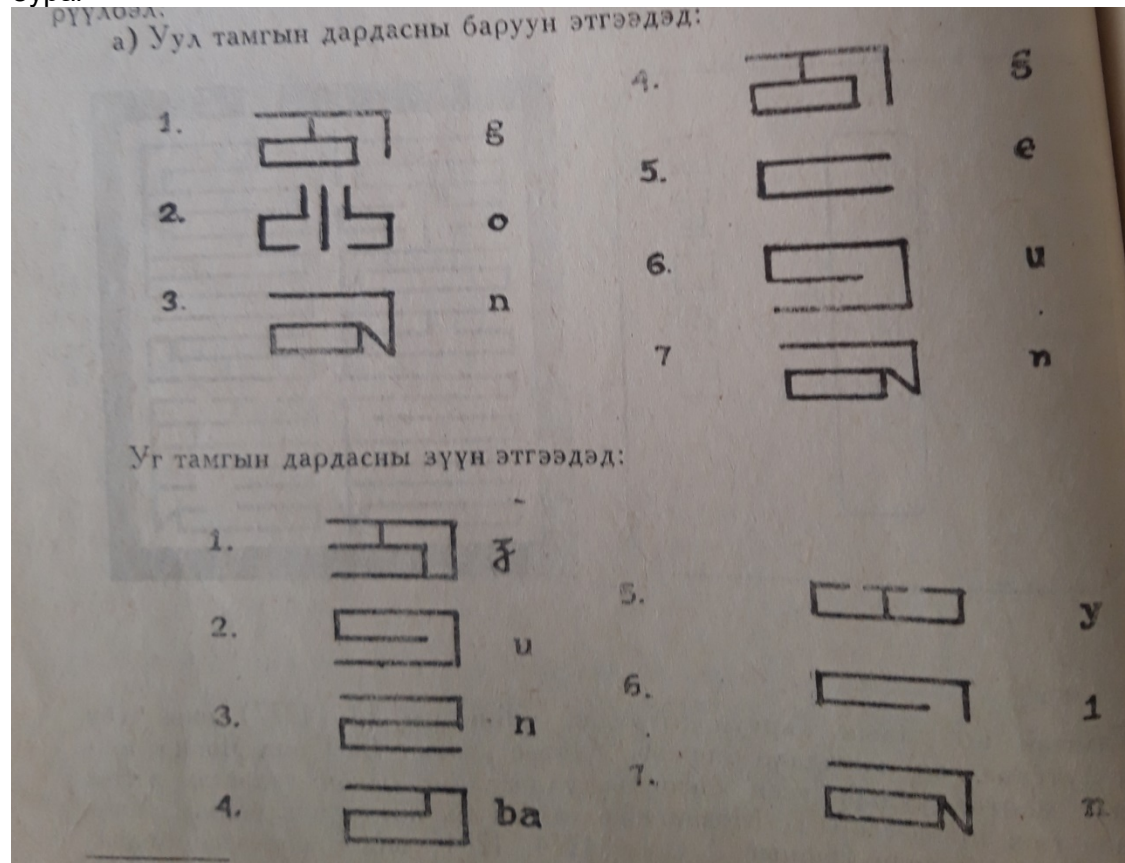 рүүлбэл.
а) Уул тамгын дардасны баруун этгээдэд:
1. g
2. o
3. n
4. g
5. e
6. u
7 n
Уг тамгын дардасны зүүн этгээдэд:
1. ǯ
2. u
3. n
4. ba
5. y
6. 1
7. n